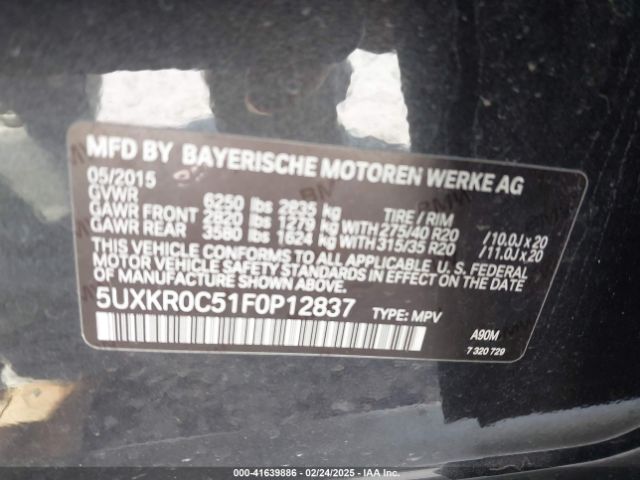 MFD BY BAYERISCHE MOTOREN WERKE AG
05/2015
GVWR 6250 lbs 2835 kg TIRE / RIM
GAWR FRONT 2820 lbs 1279 kg WITH 275/40 R20 /10.0J x 20
GAWR REAR 3580 lbs 1624 kg WITH 315/35 R20 /11.0J x 20
THIS VEHICLE CONFORMS TO ALL APPLICABLE U.S. FEDERAL
MOTOR VEHICLE SAFETY STANDARDS IN EFFECT ON THE DATE
OF MANUFACTURE SHOWN ABOVE.
5UXKR0C51F0P12837 TYPE: MPV
A90M
7 320 729
000-41639886 02/24/2025 - Copart, Inc.